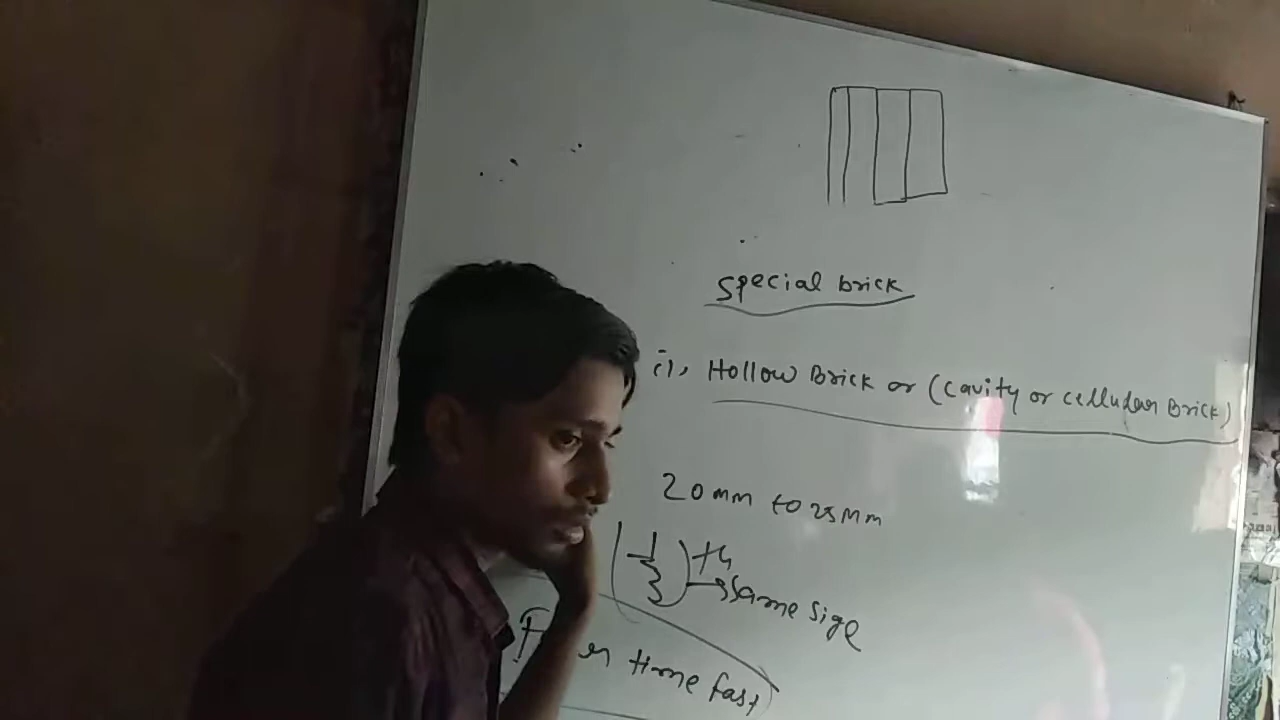 Special brick
(i), Hollow Brick or (cavity or cellular Brick)
20mm to 25mm
(1/3)th → Same size
time fast